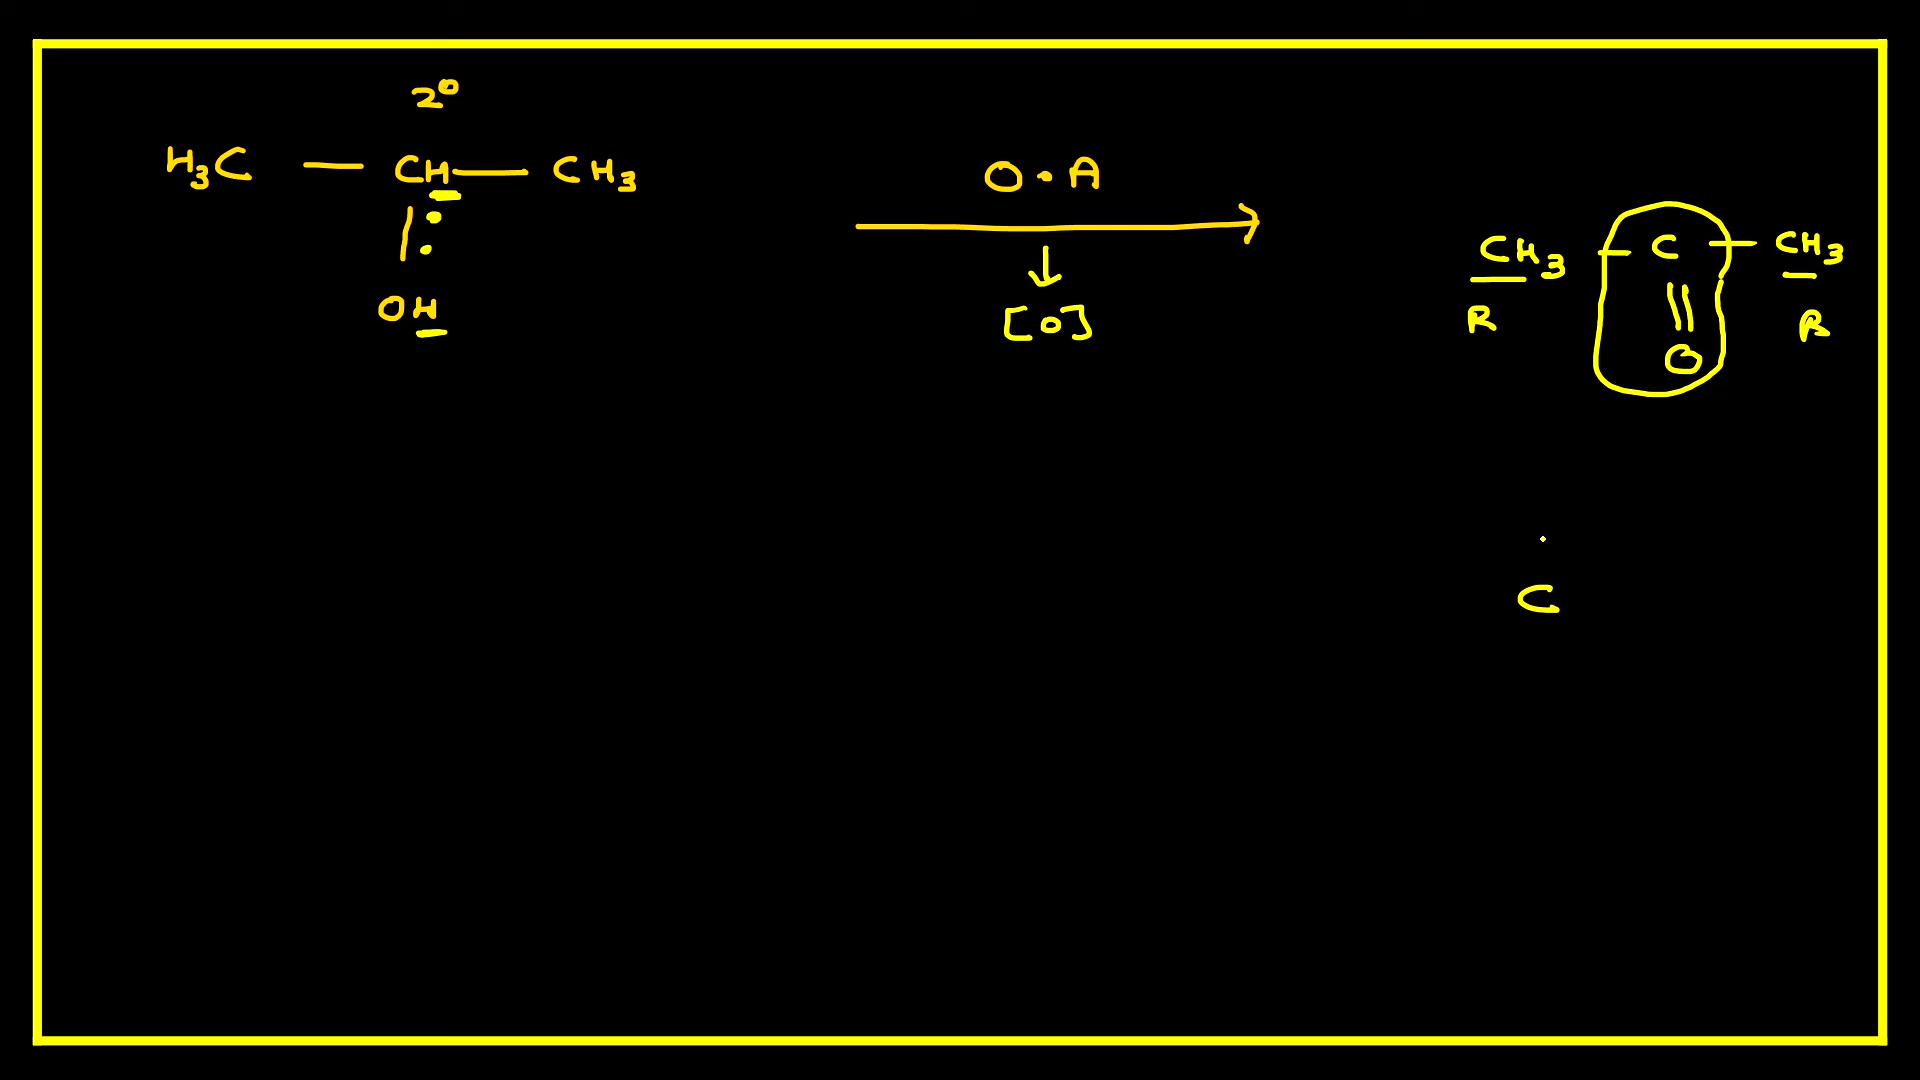 2°
H₃C — CH — CH₃
OH
O·A
[O]
CH₃ — C — CH₃
R R
O
C